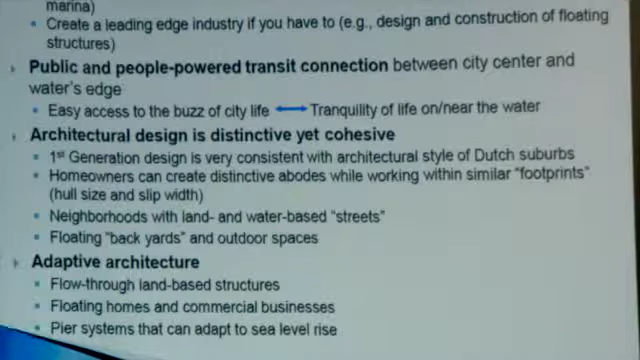 marina)
Create a leading edge industry if you have to (e.g., design and construction of floating
structures)
Public and people-powered transit connection between city center and
water's edge
Easy access to the buzz of city life Tranquility of life on/near the water
Architectural design is distinctive yet cohesive
1st Generation design is very consistent with architectural style of Dutch suburbs
Homeowners can create distinctive abodes while working within similar "footprints"
(hull size and slip width)
Neighborhoods with land- and water-based "streets"
Floating "back yards" and outdoor spaces
Adaptive architecture
Flow-through land-based structures
Floating homes and commercial businesses
Pier systems that can adapt to sea level rise